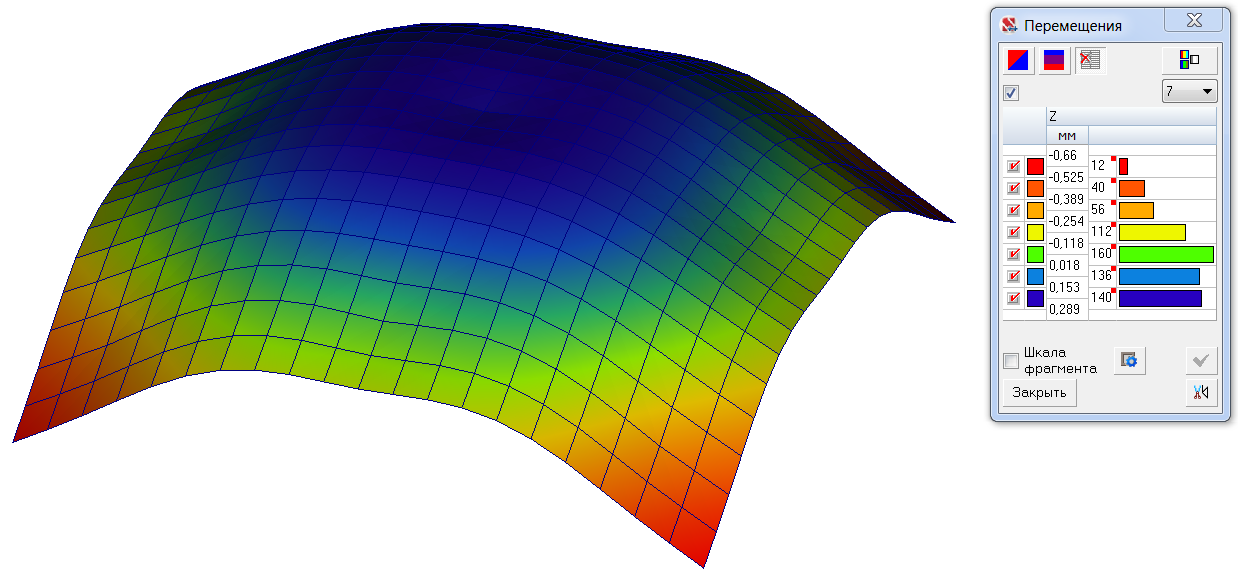 Перемещения
7
Z
мм
-0,66
12
-0,525
40
-0,389
56
-0,254
112
-0,118
160
0,018
136
0,153
140
0,289
Шкала
фрагмента
Закрыть